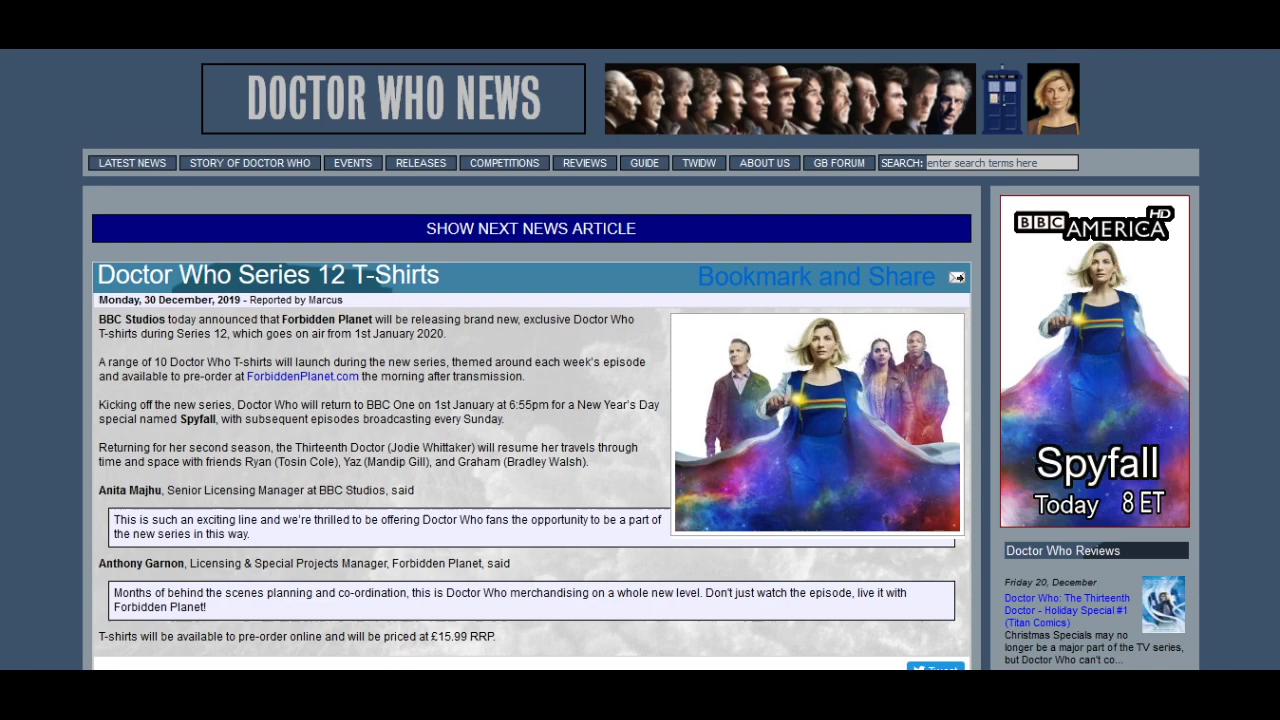 DOCTOR WHO NEWS
LATEST NEWS
STORY OF DOCTOR WHO
EVENTS
RELEASES
COMPETITIONS
REVIEWS
GUIDE
TWIDW
ABOUT US
GB FORUM
SEARCH: enter search terms here
SHOW NEXT NEWS ARTICLE
Doctor Who Series 12 T-Shirts
Bookmark and Share
Monday, 30 December, 2019 - Reported by Marcus
BBC Studios today announced that Forbidden Planet will be releasing brand new, exclusive Doctor Who
T-shirts during Series 12, which goes on air from 1st January 2020.
A range of 10 Doctor Who T-shirts will launch during the new series, themed around each week's episode
and available to pre-order at ForbiddenPlanet.com the morning after transmission.
Kicking off the new series, Doctor Who will return to BBC One on 1st January at 6:55pm for a New Year's Day
special named Spyfall, with subsequent episodes broadcasting every Sunday.
Returning for her second season, the Thirteenth Doctor (Jodie Whittaker) will resume her travels through
time and space with friends Ryan (Tosin Cole), Yaz (Mandip Gill), and Graham (Bradley Walsh).
Anita Majhu, Senior Licensing Manager at BBC Studios, said
This is such an exciting line and we're thrilled to be offering Doctor Who fans the opportunity to be a part of
the new series in this way.
Anthony Garnon, Licensing & Special Projects Manager, Forbidden Planet, said
Months of behind the scenes planning and co-ordination, this is Doctor Who merchandising on a whole new level. Don't just watch the episode, live it with
Forbidden Planet!
T-shirts will be available to pre-order online and will be priced at £15.99 RRP.
Tweet
BBC AMERICA HD
Spyfall
Today 8 ET
Doctor Who Reviews
Friday 20, December
Doctor Who: The Thirteenth
Doctor - Holiday Special #1
(Titan Comics)
Christmas Specials may no
longer be a major part of the TV series,
but Doctor Who can't co...